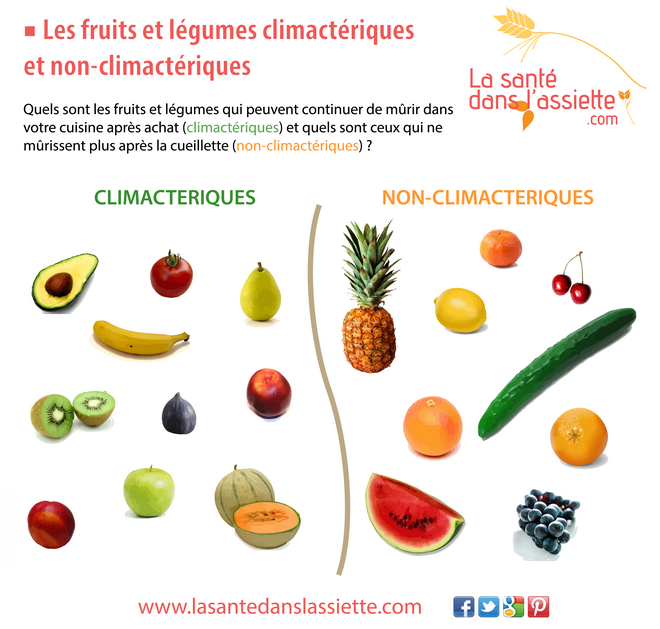 Les fruits et légumes climactériques
et non-climactériques
La santé
dans l'assiette
.com
Quels sont les fruits et légumes qui peuvent continuer de mûrir dans
votre cuisine après achat (climactériques) et quels sont ceux qui ne
mûrissent plus après la cueillette (non-climactériques) ?
CLIMACTERIQUES
NON-CLIMACTERIQUES
www.lasantedanslassiette.com